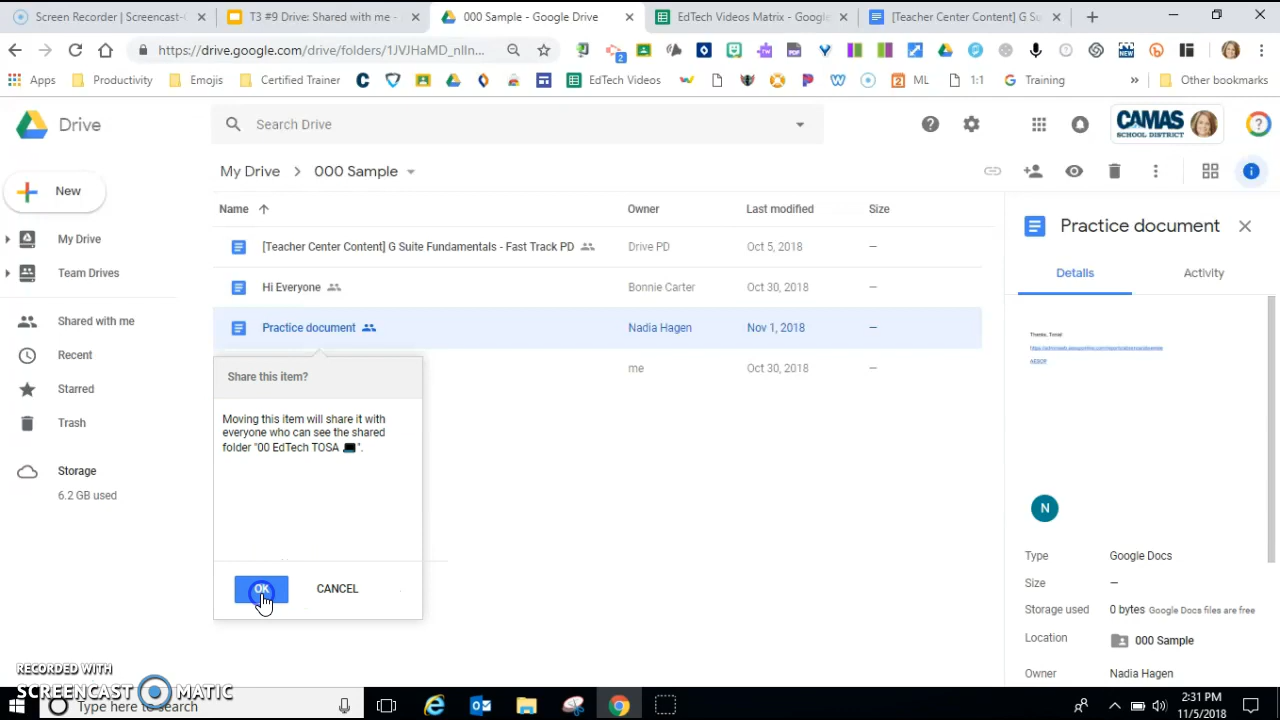 Screen Recorder | Screencast-O
T3 #9 Drive: Shared with me
000 Sample - Google Drive
EdTech Videos Matrix - Google
[Teacher Center Content] G Su
https://drive.google.com/drive/folders/1JVJHaMD_nIln...
2
PDF
NEW
Apps
Productivity
Emojis
Certified Trainer
EdTech Videos
ML
1:1
Training
»
Other bookmarks
Drive
Search Drive
CAMAS
SCHOOL DISTRICT
New
My Drive
Team Drives
Shared with me
Recent
Starred
Trash
Storage
6.2 GB used
My Drive > 000 Sample
Name Owner Last modified Size
[Teacher Center Content] G Suite Fundamentals - Fast Track PD Drive PD Oct 5, 2018 —
Hi Everyone Bonnie Carter Oct 30, 2018 —
Practice document Nadia Hagen Nov 1, 2018 —
me Oct 30, 2018 —
Share this item?
Moving this item will share it with
everyone who can see the shared
folder "00 EdTech TOSA 💻 ".
OK CANCEL
Practice document
Details Activity
Thanks, Tonal
AESOP
N
Type Google Docs
Size —
Storage used 0 bytes Google Docs files are free
Location 000 Sample
Owner Nadia Hagen
RECORDED WITH
SCREENCAST MATIC
Type here to search
2:31 PM
11/5/2018